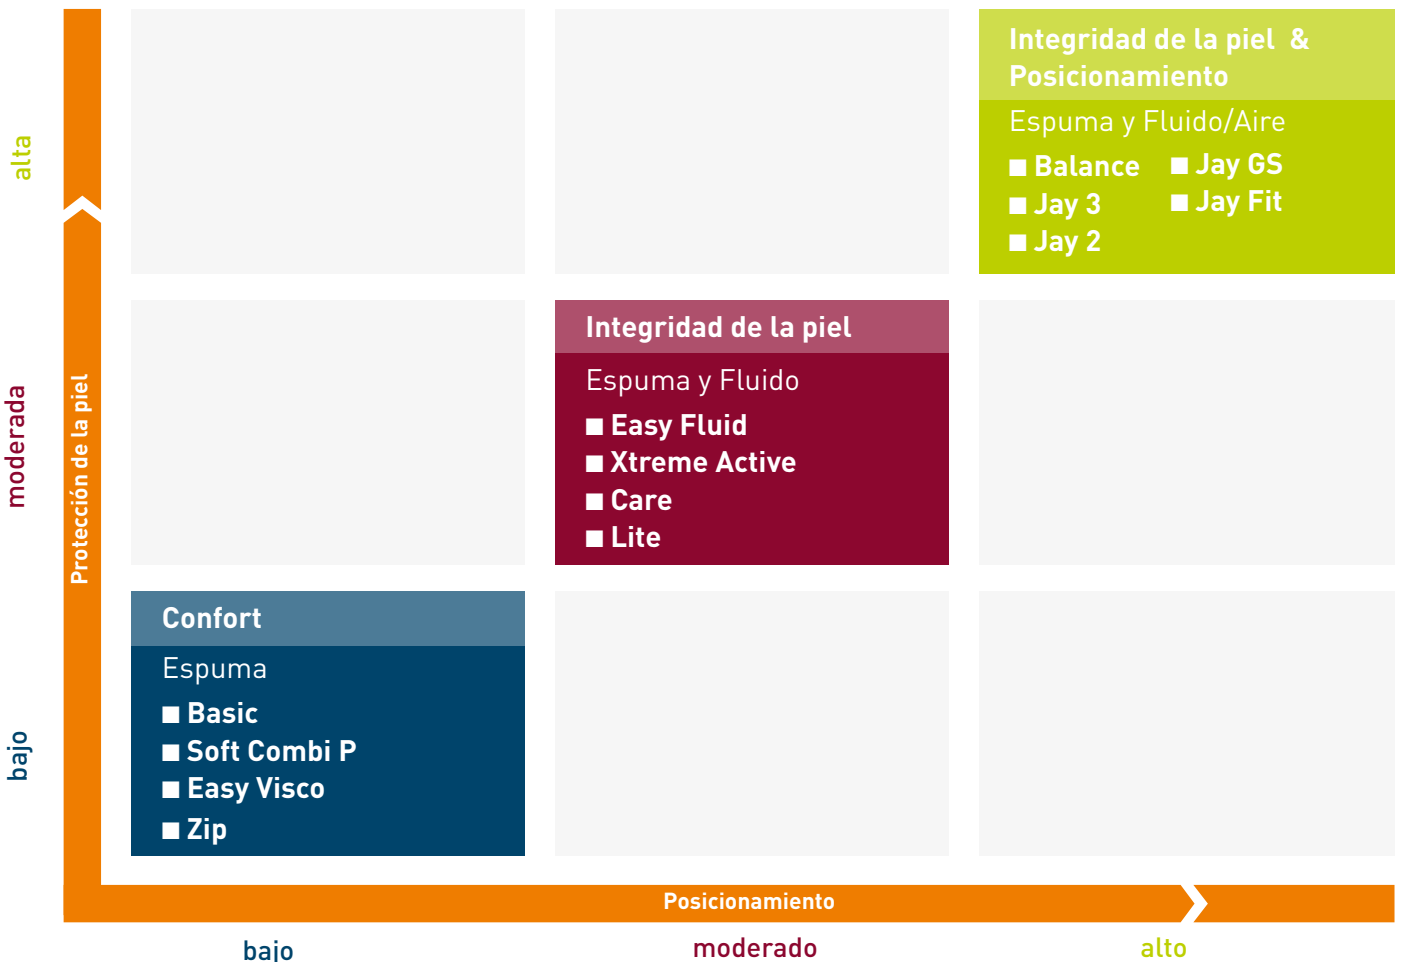 alta
Integridad de la piel &
Posicionamiento
Espuma y Fluido/Aire
■ Balance ■ Jay GS
■ Jay 3 ■ Jay Fit
■ Jay 2
moderada
Protección de la piel
Integridad de la piel
Espuma y Fluido
■ Easy Fluid
■ Xtreme Active
■ Care
■ Lite
bajo
Confort
Espuma
■ Basic
■ Soft Combi P
■ Easy Visco
■ Zip
Posicionamiento
bajo moderado alto